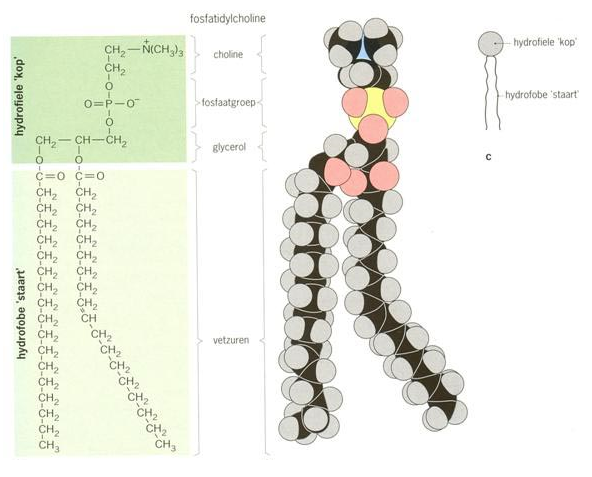 fosfatidylcholine
CH₂—N⁺(CH₃)₃
CH₂
O
O=P—O⁻
O
CH₂—CH—CH₂
O O
C=O C=O
CH₂ CH₂
CH₂ CH₂
CH₂ CH₂
CH₂ CH₂
CH₂ CH₂
CH₂ CH₂
CH₂ CH₂
CH₂ CH₂
CH₂ CH
CH₂ CH₂
CH₂ CH₂
CH₂ CH₂
CH₂ CH₂
CH₂ CH₂
CH₂ CH₂
CH₂ CH₂
CH₃ CH₃
hydrofiele 'kop'
hydrofobe 'staart'
choline
fosfaatgroep
glycerol
vetzuren
hydrofiele 'kop'
hydrofobe 'staart'
c